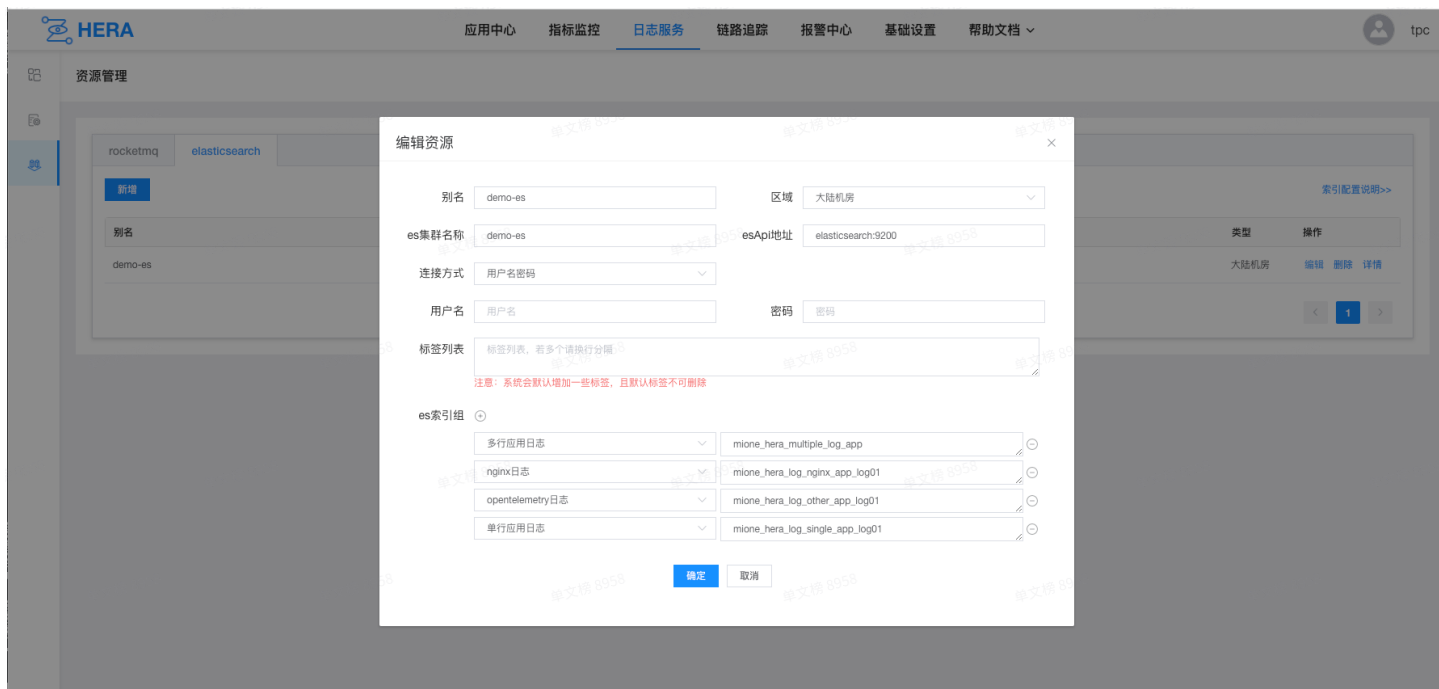 HERA 应用中心 指标监控 日志服务 链路追踪 报警中心 基础设置 帮助文档 tpc
资源管理
rocketmq elasticsearch
新增 索引配置说明>>
别名 类型 操作
demo-es 大陆机房 编辑 删除 详情
1
编辑资源
别名 demo-es 区域 大陆机房
es集群名称 demo-es esApi地址 elasticsearch:9200
连接方式 用户名密码
用户名 用户名 密码 密码
标签列表 标签列表，若多个请换行分隔
注意：系统会默认增加一些标签，且默认标签不可删除
es索引组
多行应用日志 mione_hera_multiple_log_app
nginx日志 mione_hera_log_nginx_app_log01
opentelemetry日志 mione_hera_log_other_app_log01
单行应用日志 mione_hera_log_single_app_log01
确定 取消
单文榜 8958